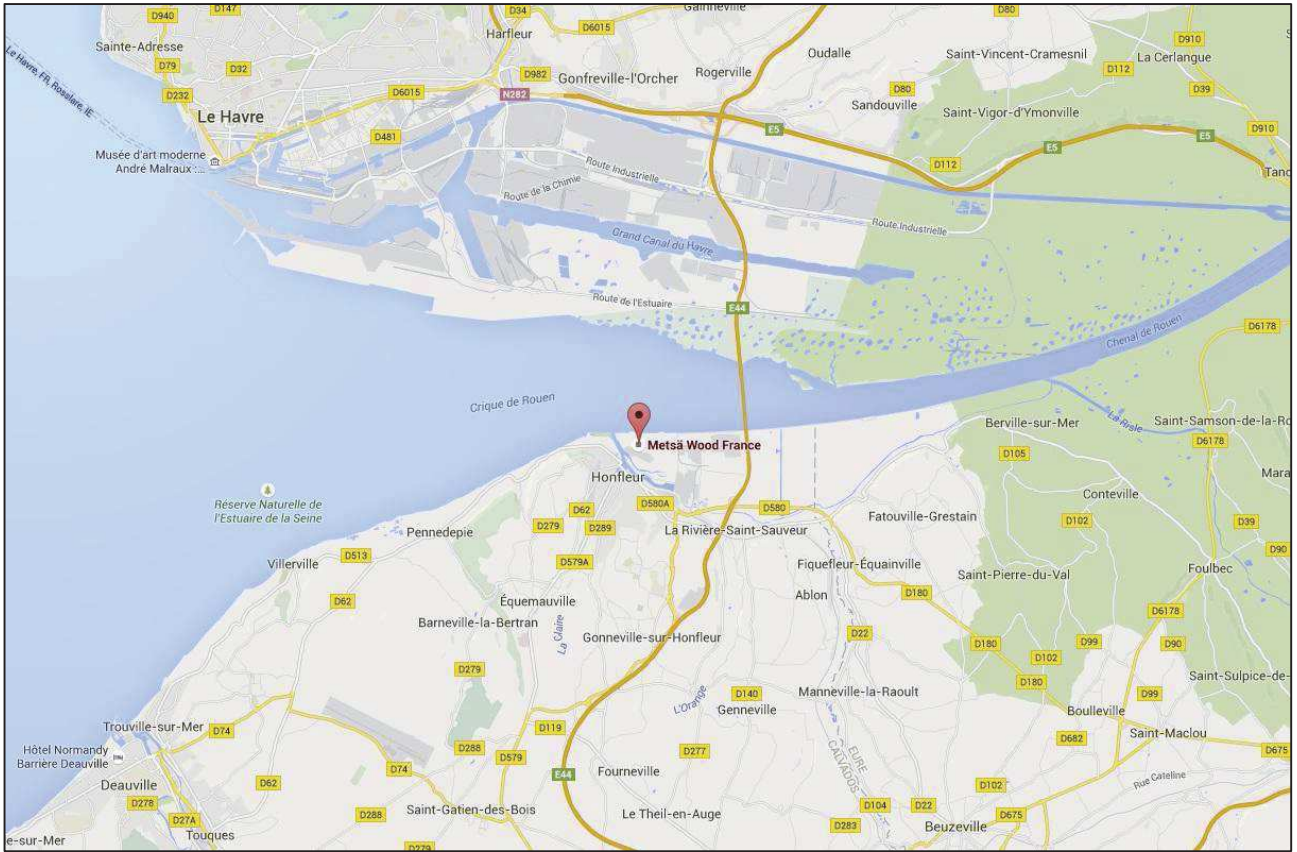 D940
D147
D34
Gainneville
D80
D6015
Harfleur
D910
Sainte-Adresse
Oudalle
Saint-Vincent-Cramesnil
La Cerlangue
D79
D32
D982
Gonfreville-l'Orcher
Rogerville
D112
Le Havre, FR, Rosslare, IE
D232
D6015
N282
D80
D39
Sandouville
Saint-Vigor-d'Ymonville
Le Havre
D481
E5
D910
E5
E5
Musée d'art moderne
André Malraux :...
Route Industrielle
D112
Route de la Chimie
Route Industrielle
Grand Canal du Havre
Route de l'Estuaire
E44
D6178
Chenal de Rouen
Crique de Rouen
La Risle
Saint-Samson-de-la-Ro
Berville-sur-Mer
Metsä Wood France
D6178
D105
Honfleur
Réserve Naturelle de
l'Estuaire de la Seine
Conteville
D580A
D580
D62
D279
D289
Fatouville-Grestain
D102
D39
Pennedepie
La Rivière-Saint-Sauveur
D513
D90
Villerville
D579A
Fiquefleur-Équainville
Foulbec
Saint-Pierre-du-Val
D62
Équemauville
Ablon
D180
D6178
Barneville-la-Bertran
La Claire
Gonneville-sur-Honfleur
D22
D180
D99
D90
D102
D279
Saint-Sulpice-de-
D180
L'Orange
D140
Manneville-la-Raoult
D99
Genneville
Boulleville
Trouville-sur-Mer
D74
D119
Saint-Maclou
D682
Hôtel Normandy
Barrière Deauville
D288
D579
D277
D675
EURE
CALVADOS
D74
E44
Fourneville
Rue Cateline
Deauville
D62
D102
D278
D288
Saint-Gatien-des-Bois
Le Theil-en-Auge
D104
D22
D27A
D283
D675
Touques
Beuzeville
e-sur-Mer
D279